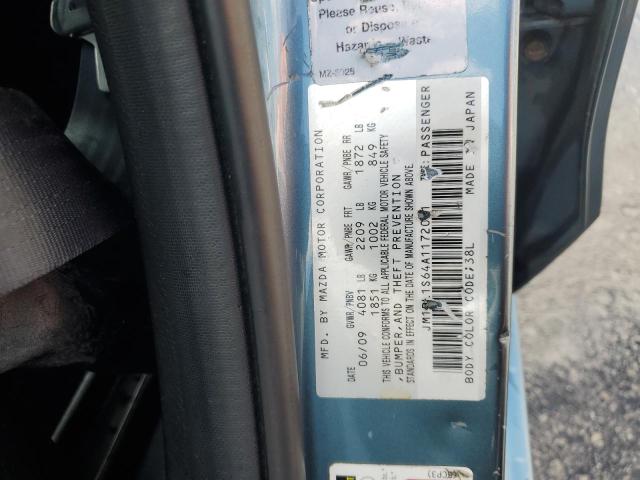 Please Reuse
or Dispose
Hazar Waste
MFD. BY MAZDA MOTOR CORPORATION
DATE GVWR/PNBV GAWR/PNBE FRT GAWR/PNBE RR
06/09 4081 LB 2209 LB 1872 LB
1851 KG 1002 KG 849 KG
THIS VEHICLE CONFORMS TO ALL APPLICABLE FEDERAL MOTOR VEHICLE SAFETY
, BUMPER, AND THEFT PREVENTION
STANDARDS IN EFFECT ON THE DATE OF MANUFACTURE SHOWN ABOVE.
1S64A1172 TYPE: PASSENGER
BODY COLOR CODE:38L MADE IN JAPAN